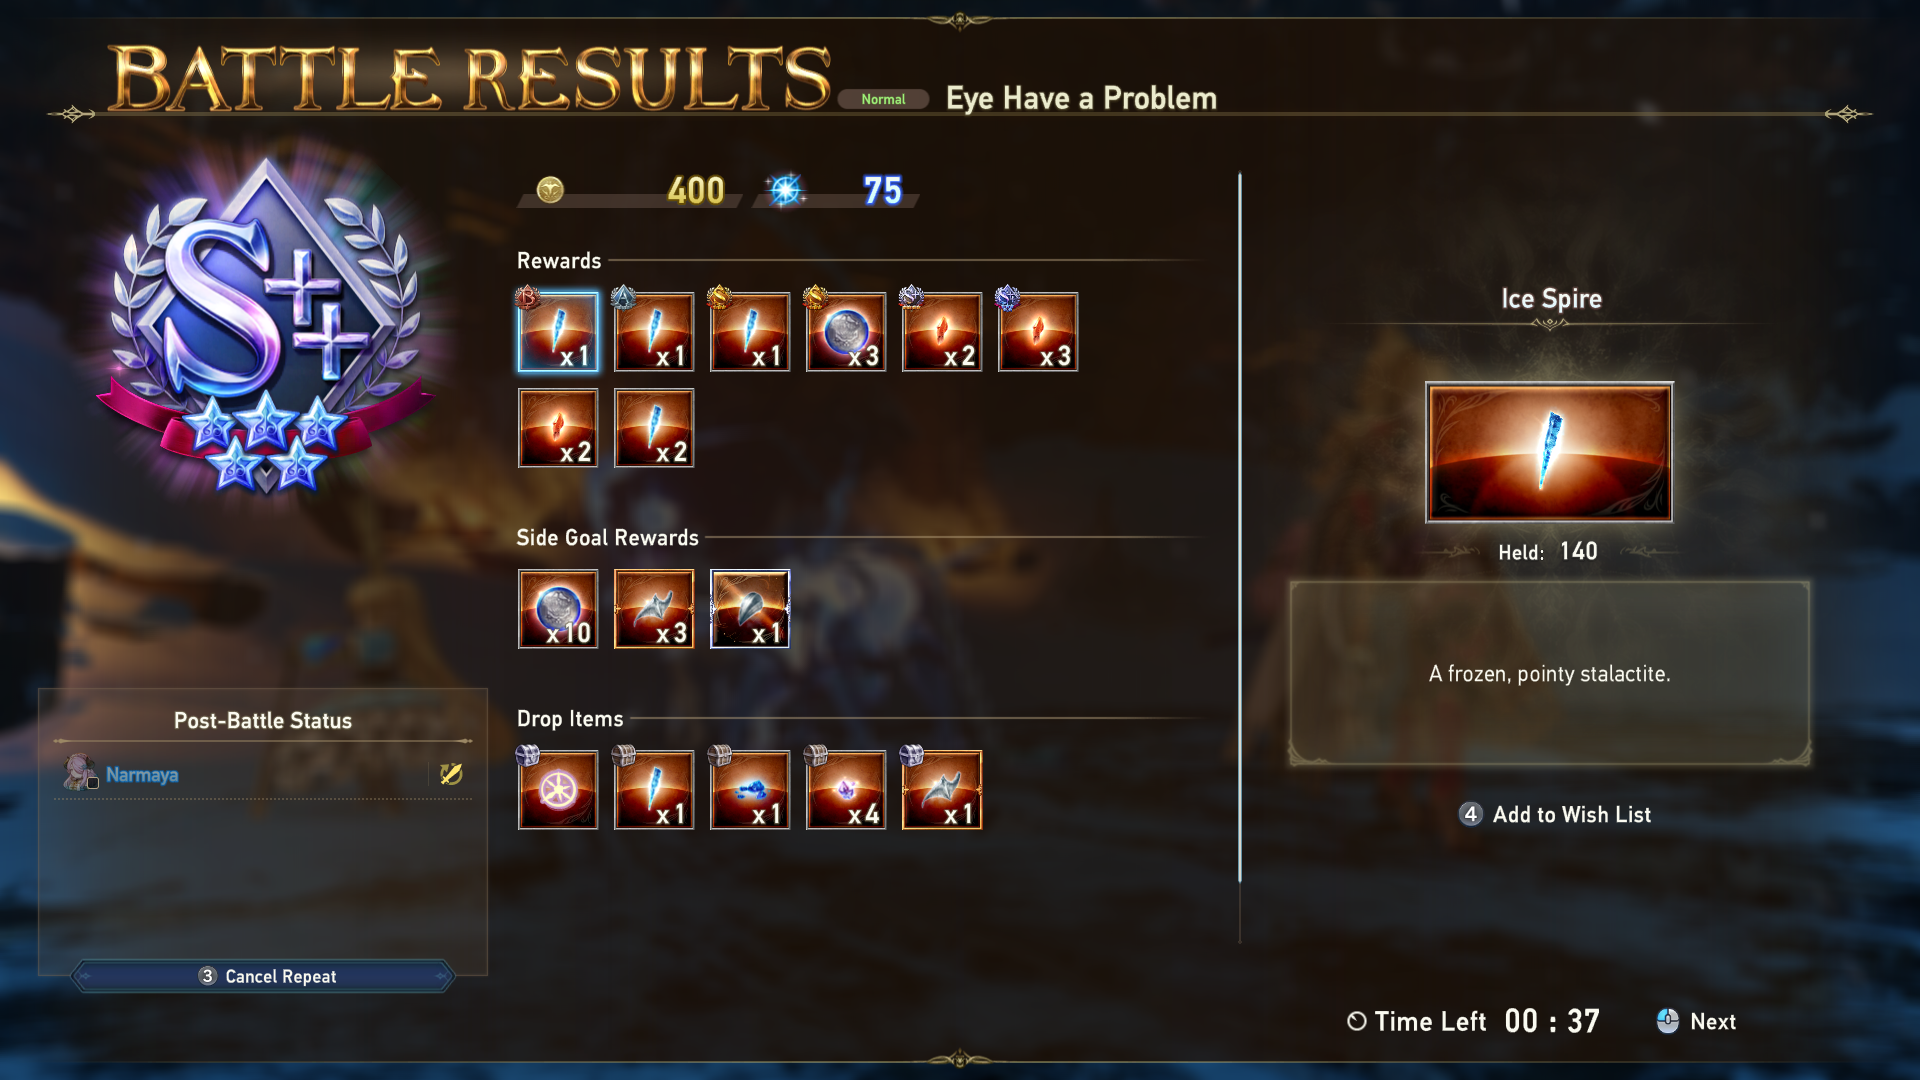 BATTLE RESULTS
Normal
Eye Have a Problem
S++
400
75
Rewards
B
x1
A
x1
S
x1
S
x3
S+
x2
S+
x3
x2
x2
Side Goal Rewards
x10
x3
x1
Drop Items
x1
x1
x4
x1
Post-Battle Status
Narmaya
3 Cancel Repeat
Ice Spire
Held: 140
A frozen, pointy stalactite.
4 Add to Wish List
Time Left 00 : 37
Next